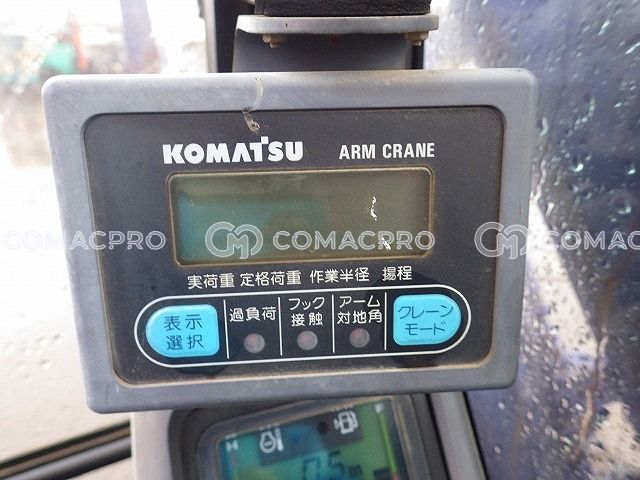 KOMATSU ARM CRANE
COMACPRO COMACPRO COMACPRO
実荷重 定格荷重 作業半径 揚程
表示選択
過負荷
フック接触
アーム対地角
クレーンモード
H F
0.5